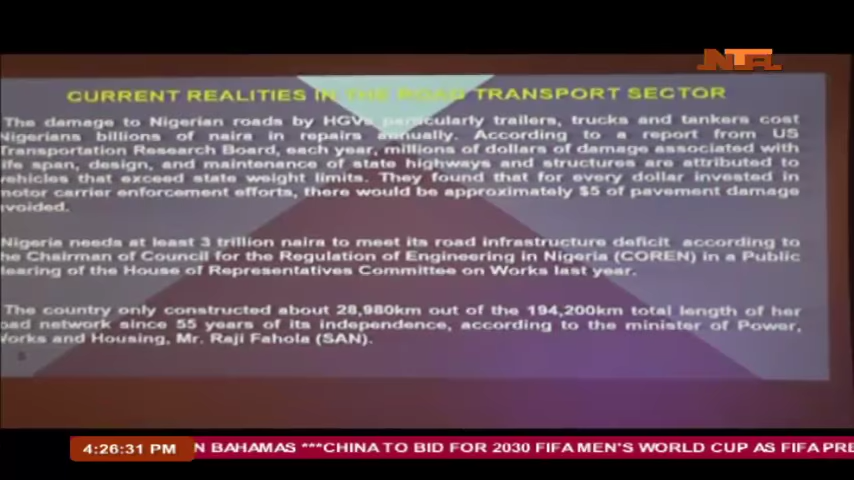 NTA
CURRENT REALITIES IN THE ROAD TRANSPORT SECTOR
The damage to Nigerian roads by HGVs particularly trailers, trucks and tankers cost
Nigerians billions of naira in repairs annually. According to a report from US
Transportation Research Board, each year, millions of dollars of damage associated with
ife span, design, and maintenance of state highways and structures are attributed to
vehicles that exceed state weight limits. They found that for every dollar invested in
motor carrier enforcement efforts, there would be approximately $5 of pavement damage
avoided.
Nigeria needs at least 3 trillion naira to meet its road infrastructure deficit according to
he Chairman of Council for the Regulation of Engineering in Nigeria (COREN) in a Public
earing of the House of Representatives Committee on Works last year.
The country only constructed about 28,980km out of the 194,200km total length of her
oad network since 55 years of its independence, according to the minister of Power,
Works and Housing, Mr. Raji Fahola (SAN).
4:26:31 PM N BAHAMAS ***CHINA TO BID FOR 2030 FIFA MEN'S WORLD CUP AS FIFA PRE